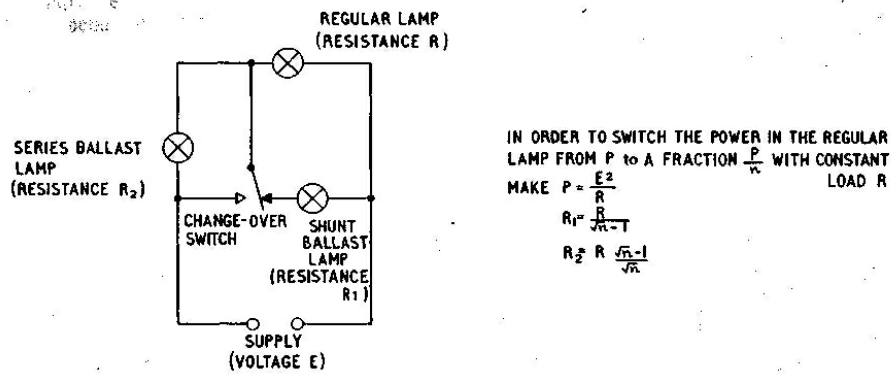 REGULAR LAMP
(RESISTANCE R)
SERIES BALLAST
LAMP
(RESISTANCE R₂)
CHANGE-OVER
SWITCH
SHUNT
BALLAST
LAMP
(RESISTANCE
R₁)
SUPPLY
(VOLTAGE E)
IN ORDER TO SWITCH THE POWER IN THE REGULAR
LAMP FROM P to A FRACTION P/n WITH CONSTANT
LOAD R
MAKE P = E²/R
R₁= R/√n-1
R₂= R √n-1/√n